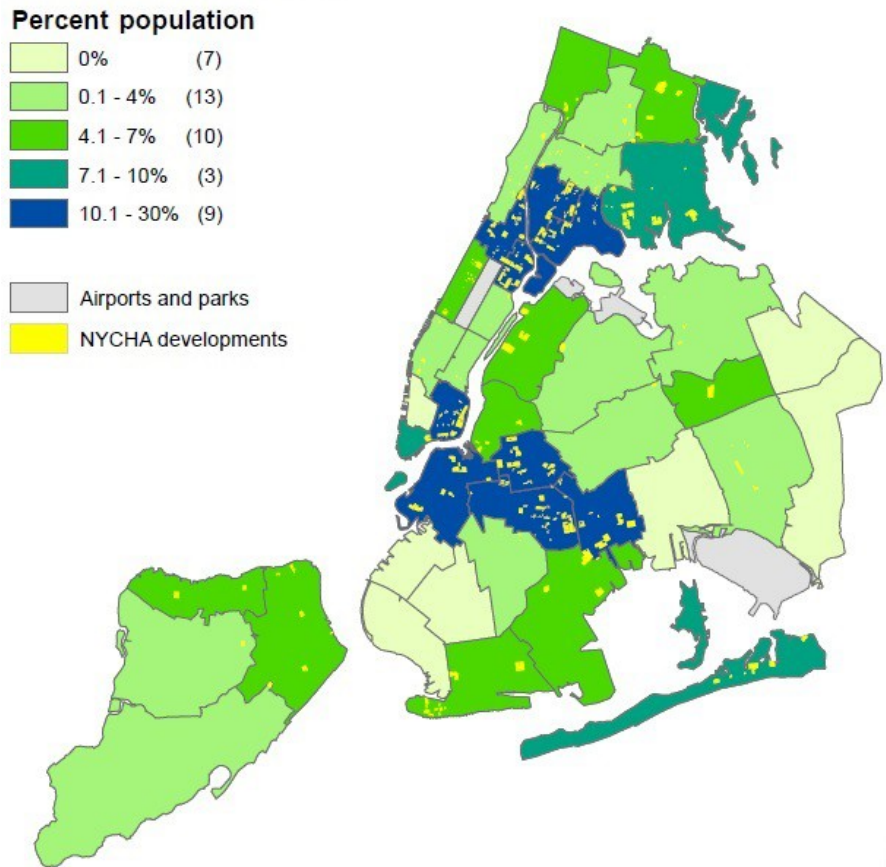 Percent population
0% (7)
0.1 - 4% (13)
4.1 - 7% (10)
7.1 - 10% (3)
10.1 - 30% (9)
Airports and parks
NYCHA developments